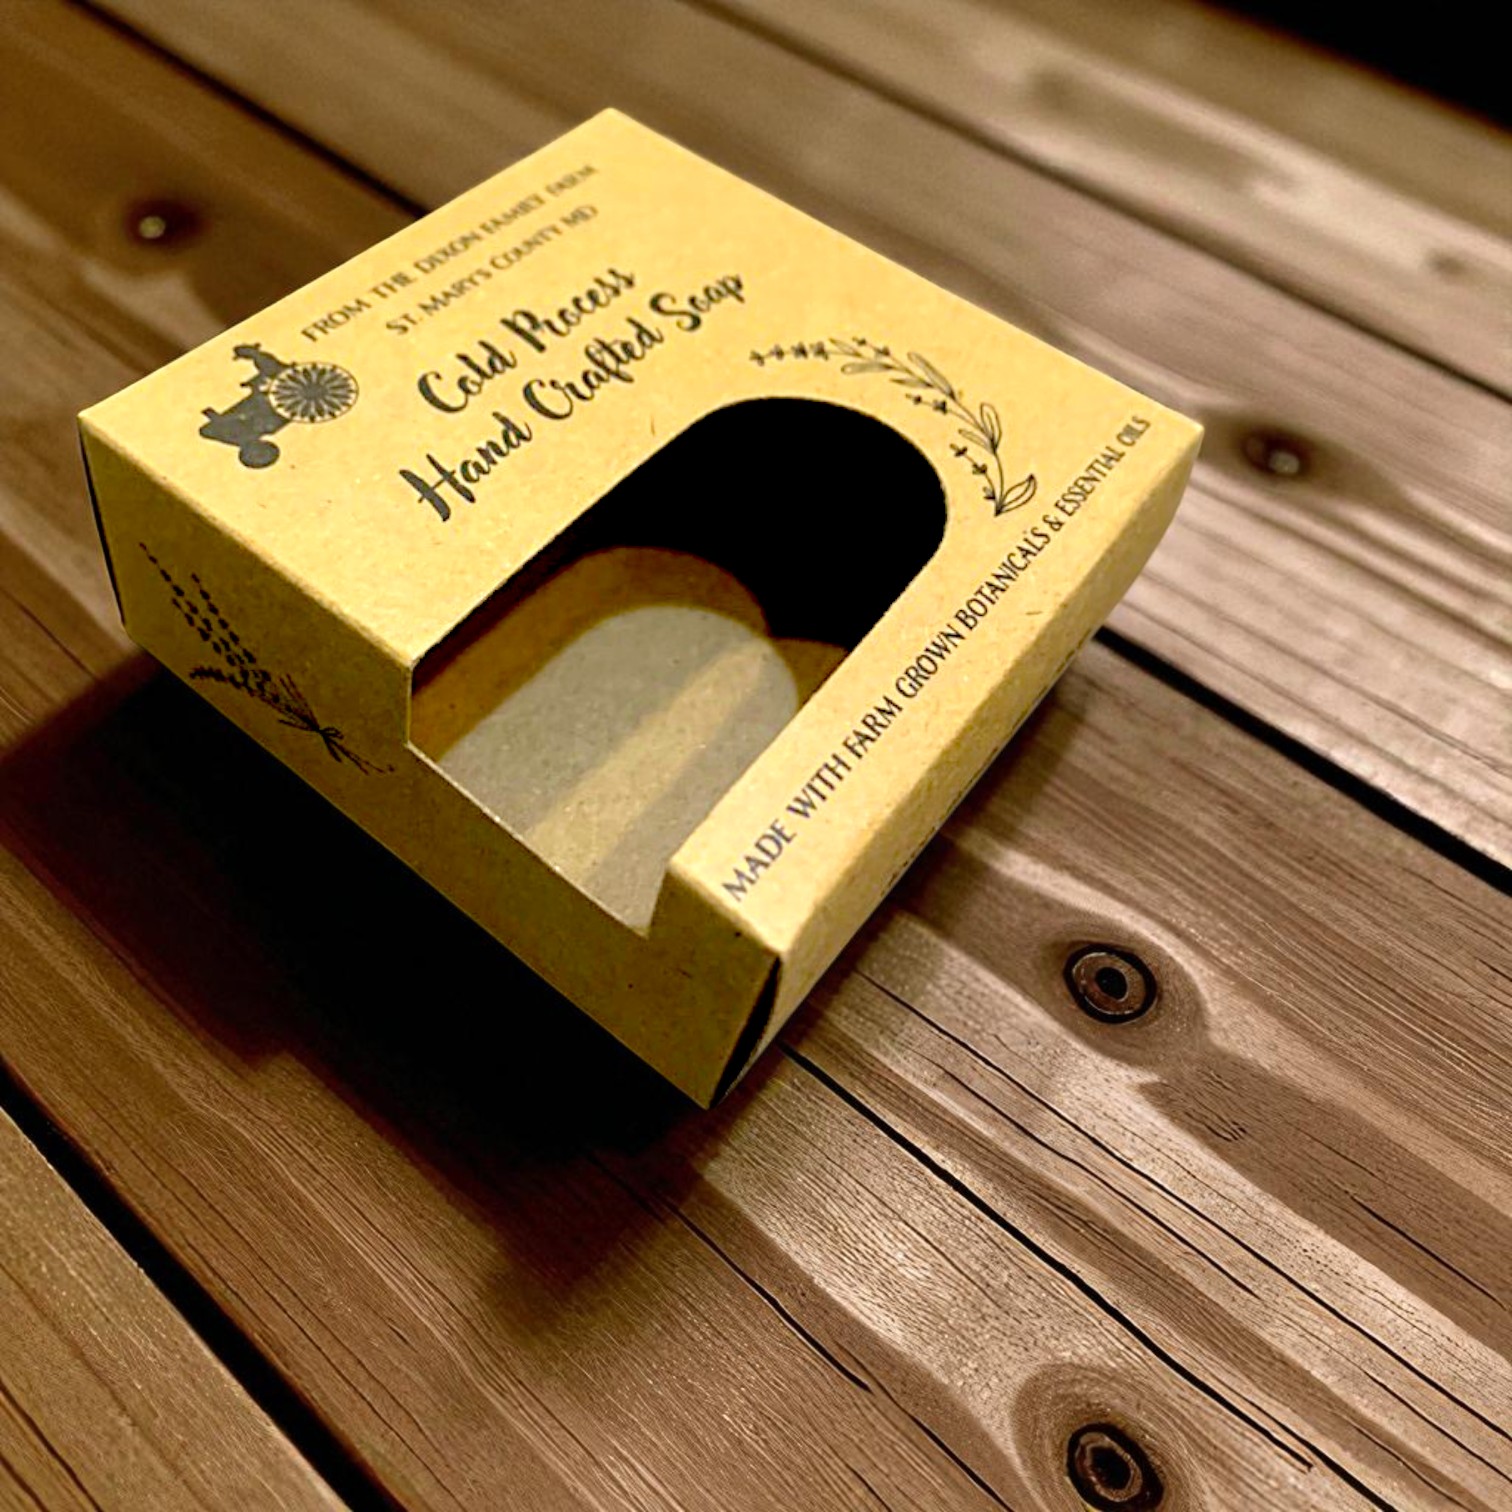 FROM THE DIXON FAMILY FARM
ST. MARY'S COUNTY MD
Cold Process
Hand Crafted Soap
MADE WITH FARM GROWN BOTANICALS & ESSENTIAL OILS